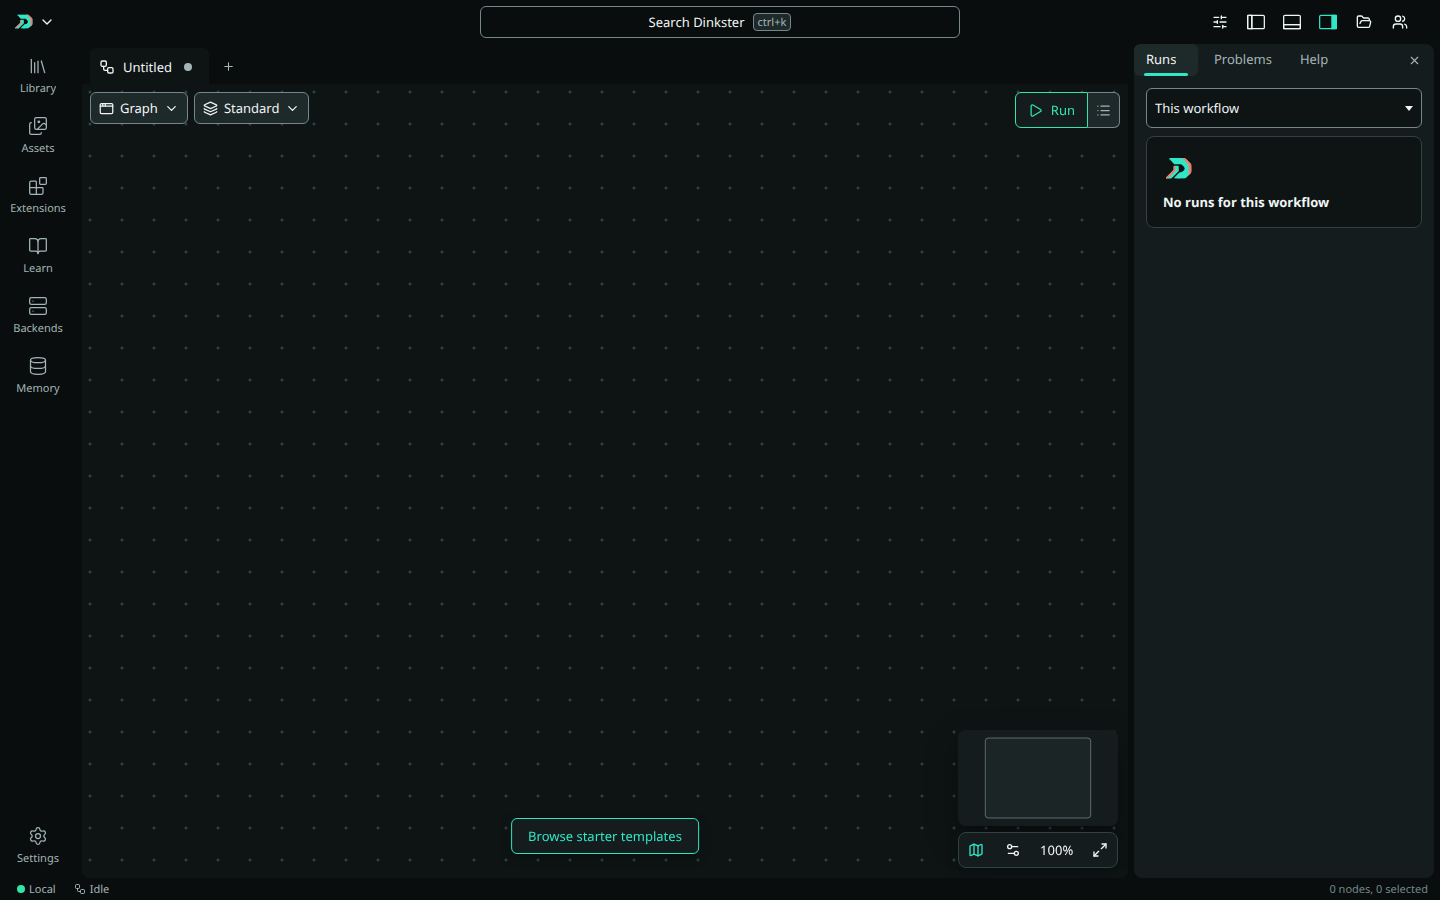 Search Dinkster ctrl+k
Library
Assets
Extensions
Learn
Backends
Memory
Settings
Untitled
Graph
Standard
Run
Browse starter templates
100%
Runs
Problems
Help
This workflow
No runs for this workflow
Local
Idle
0 nodes, 0 selected